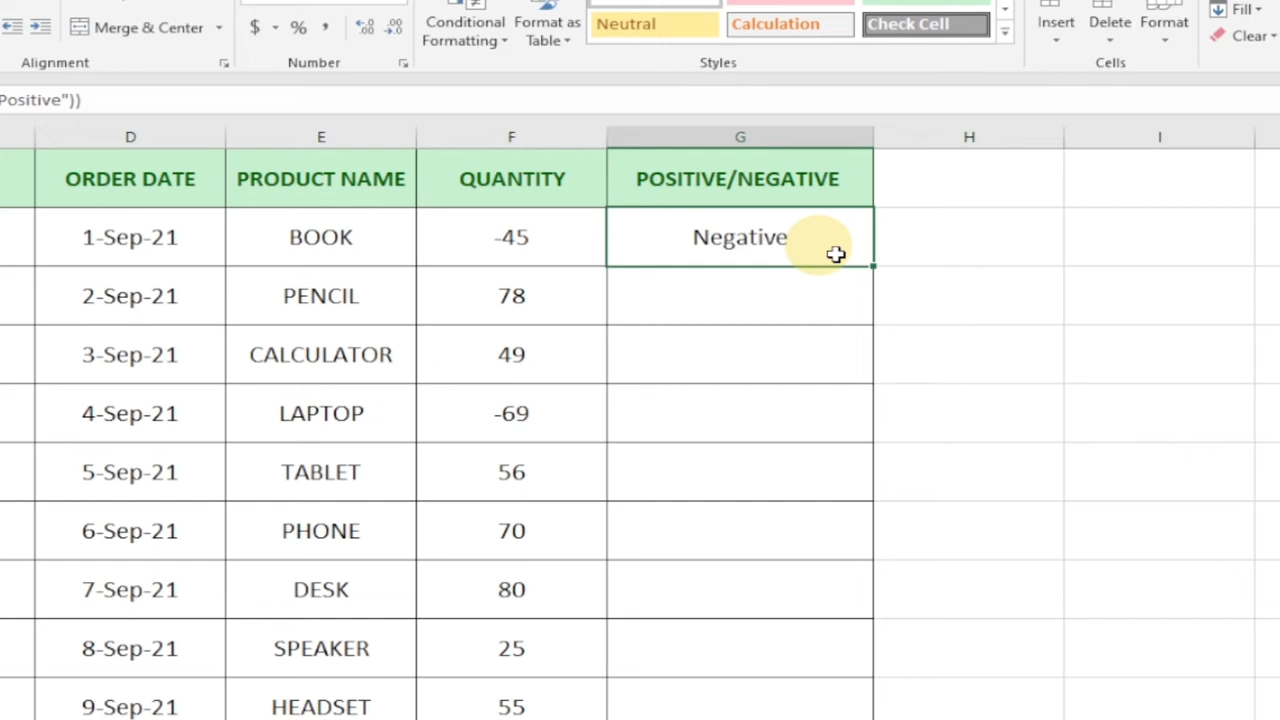 Merge & Center $ % , Conditional Formatting Format as Table Neutral Calculation Check Cell Insert Delete Format Fill Clear
Alignment Number Styles Cells
Positive"))
D E F G H I
ORDER DATE PRODUCT NAME QUANTITY POSITIVE/NEGATIVE
1-Sep-21 BOOK -45 Negative
2-Sep-21 PENCIL 78
3-Sep-21 CALCULATOR 49
4-Sep-21 LAPTOP -69
5-Sep-21 TABLET 56
6-Sep-21 PHONE 70
7-Sep-21 DESK 80
8-Sep-21 SPEAKER 25
9-Sep-21 HEADSET 55